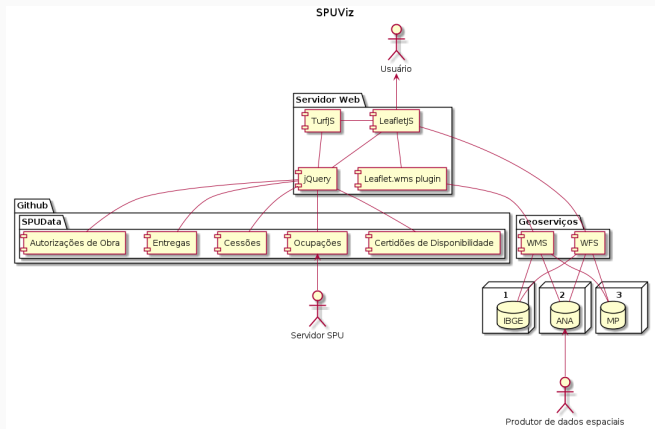 SPUViz
Usuário
Servidor Web
TurfJS
LeafletJS
jQuery
Leaflet.wms plugin
Github
SPUData
Autorizações de Obra
Entregas
Cessões
Ocupações
Certidões de Disponibilidade
Geoserviços
WMS
WFS
1
2
3
IBGE
ANA
MP
Servidor SPU
Produtor de dados espaciais